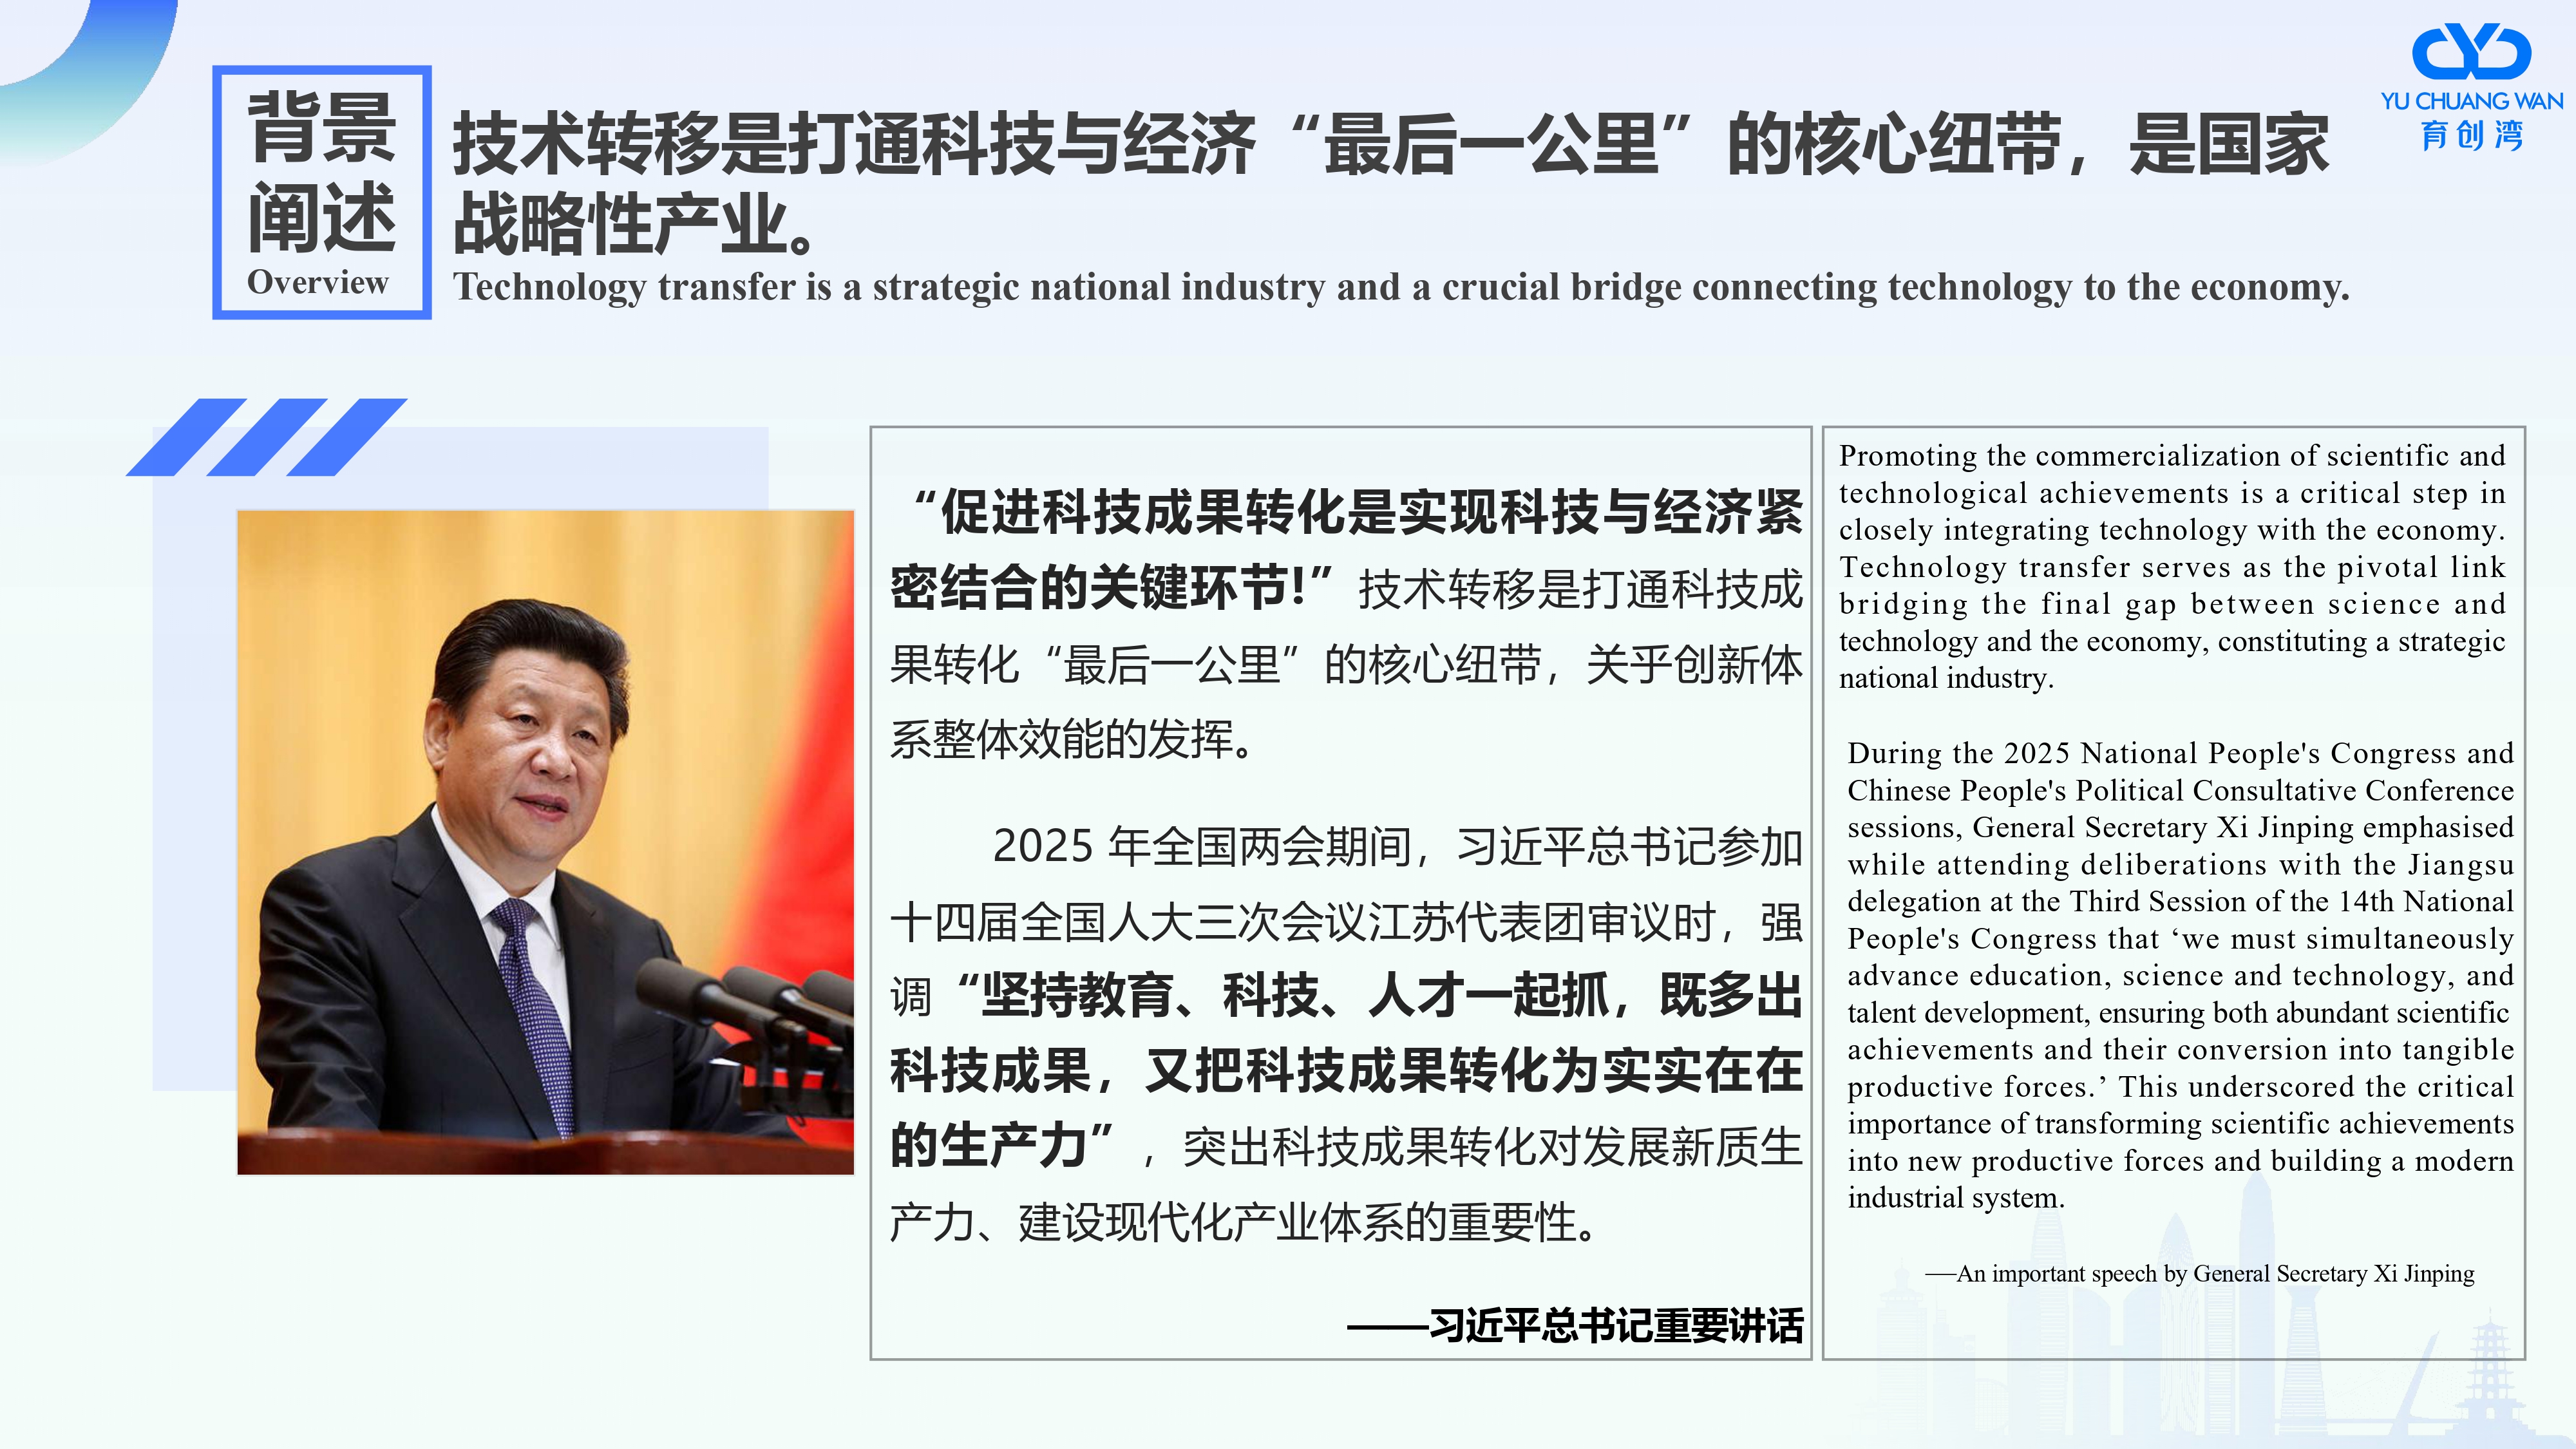 背景
阐述
Overview
技术转移是打通科技与经济“最后一公里”的核心纽带，是国家
战略性产业。
Technology transfer is a strategic national industry and a crucial bridge connecting technology to the economy.
YU CHUANG WAN
育创湾
“促进科技成果转化是实现科技与经济紧
密结合的关键环节!”技术转移是打通科技成
果转化“最后一公里”的核心纽带，关乎创新体
系整体效能的发挥。
2025 年全国两会期间，习近平总书记参加
十四届全国人大三次会议江苏代表团审议时，强
调“坚持教育、科技、人才一起抓，既多出
科技成果，又把科技成果转化为实实在在
的生产力”，突出科技成果转化对发展新质生
产力、建设现代化产业体系的重要性。
——习近平总书记重要讲话
Promoting the commercialization of scientific and
technological achievements is a critical step in
closely integrating technology with the economy.
Technology transfer serves as the pivotal link
bridging the final gap between science and
technology and the economy, constituting a strategic
national industry.
During the 2025 National People's Congress and
Chinese People's Political Consultative Conference
sessions, General Secretary Xi Jinping emphasised
while attending deliberations with the Jiangsu
delegation at the Third Session of the 14th National
People's Congress that ‘we must simultaneously
advance education, science and technology, and
talent development, ensuring both abundant scientific
achievements and their conversion into tangible
productive forces.’ This underscored the critical
importance of transforming scientific achievements
into new productive forces and building a modern
industrial system.
——An important speech by General Secretary Xi Jinping